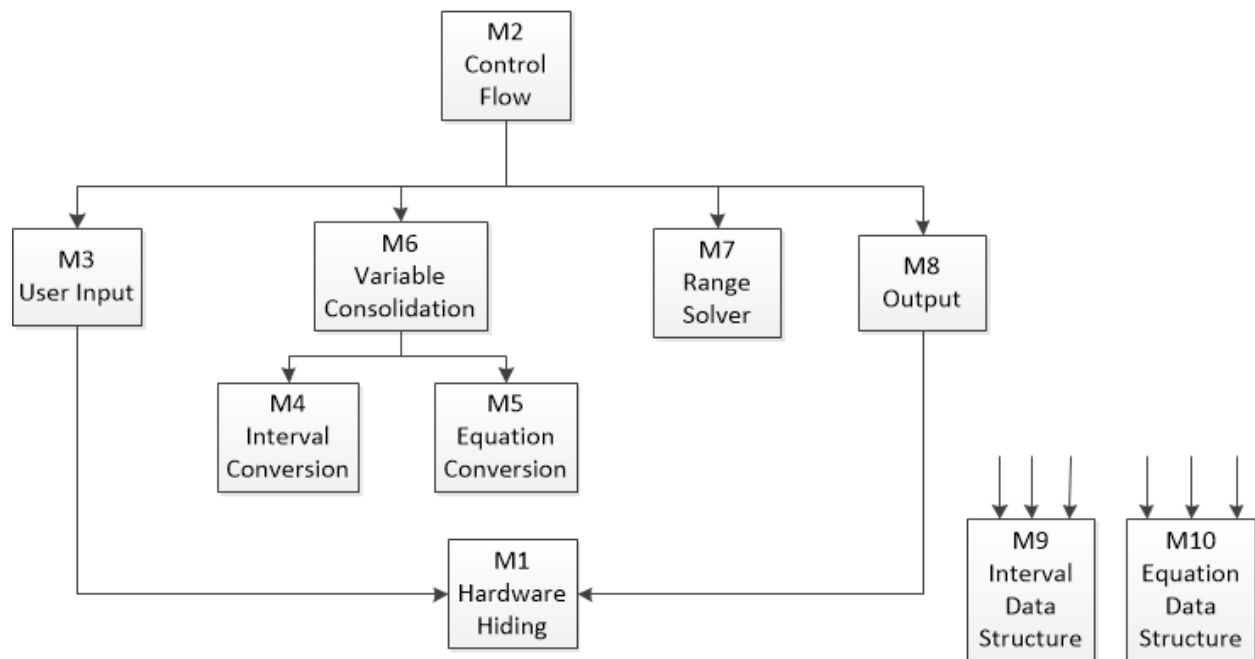 M2
Control
Flow
M3
User Input
M6
Variable
Consolidation
M7
Range
Solver
M8
Output
M4
Interval
Conversion
M5
Equation
Conversion
M1
Hardware
Hiding
M9
Interval
Data
Structure
M10
Equation
Data
Structure